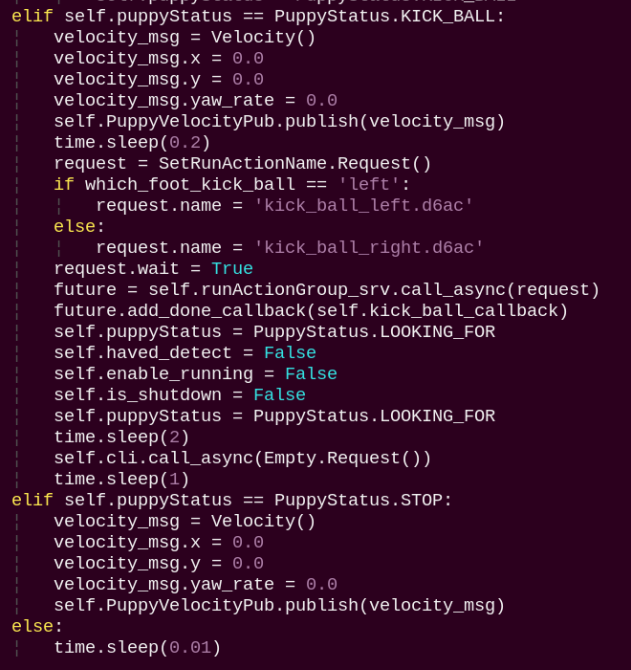 elif self.puppyStatus == PuppyStatus.KICK_BALL:
    velocity_msg = Velocity()
    velocity_msg.x = 0.0
    velocity_msg.y = 0.0
    velocity_msg.yaw_rate = 0.0
    self.PuppyVelocityPub.publish(velocity_msg)
    time.sleep(0.2)
    request = SetRunActionName.Request()
    if which_foot_kick_ball == 'left':
        request.name = 'kick_ball_left.d6ac'
    else:
        request.name = 'kick_ball_right.d6ac'
    request.wait = True
    future = self.runActionGroup_srv.call_async(request)
    future.add_done_callback(self.kick_ball_callback)
    self.puppyStatus = PuppyStatus.LOOKING_FOR
    self.haved_detect = False
    self.enable_running = False
    self.is_shutdown = False
    self.puppyStatus = PuppyStatus.LOOKING_FOR
    time.sleep(2)
    self.cli.call_async(Empty.Request())
    time.sleep(1)
elif self.puppyStatus == PuppyStatus.STOP:
    velocity_msg = Velocity()
    velocity_msg.x = 0.0
    velocity_msg.y = 0.0
    velocity_msg.yaw_rate = 0.0
    self.PuppyVelocityPub.publish(velocity_msg)
else:
    time.sleep(0.01)